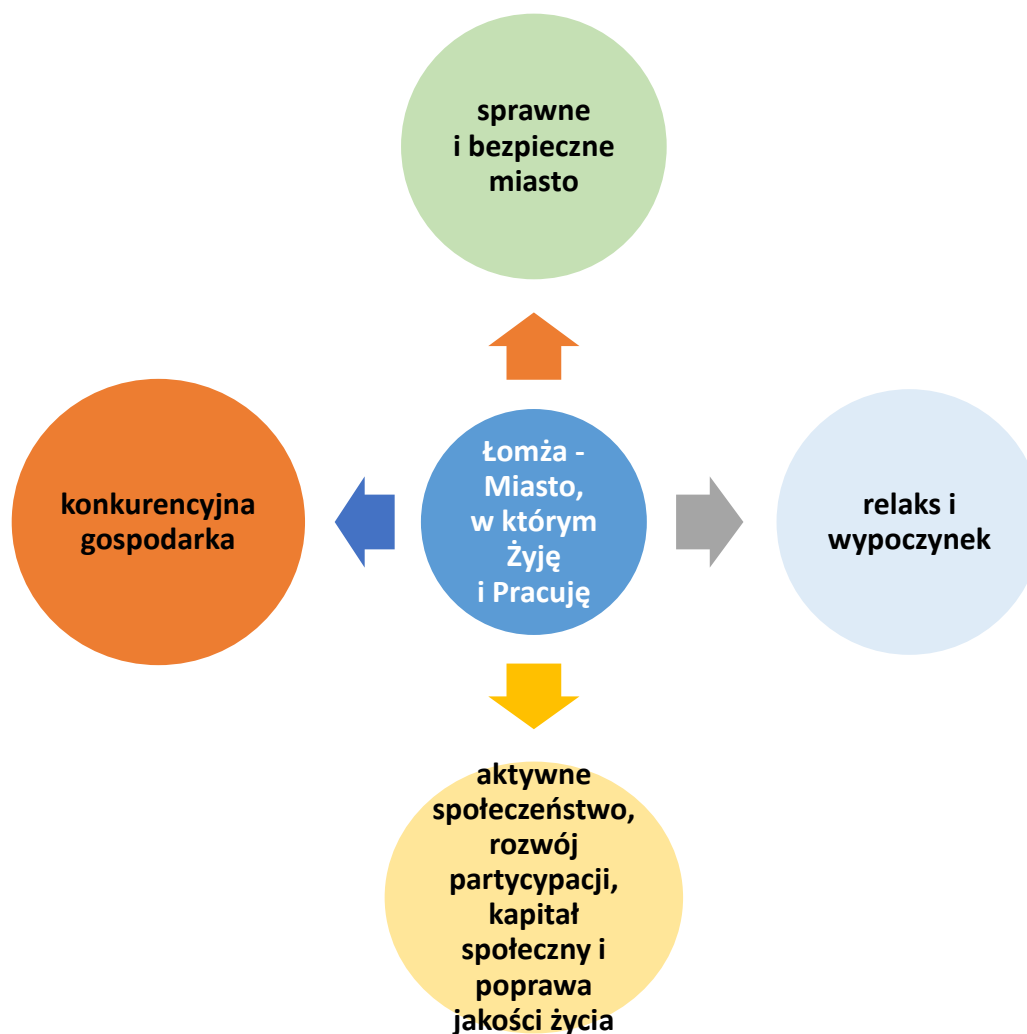 sprawne
i bezpieczne
miasto
konkurencyjna
gospodarka
Łomża -
Miasto,
w którym
Żyję
i Pracuję
relaks i
wypoczynek
aktywne
społeczeństwo,
rozwój
partycypacji,
kapitał
społeczny i
poprawa
jakości życia